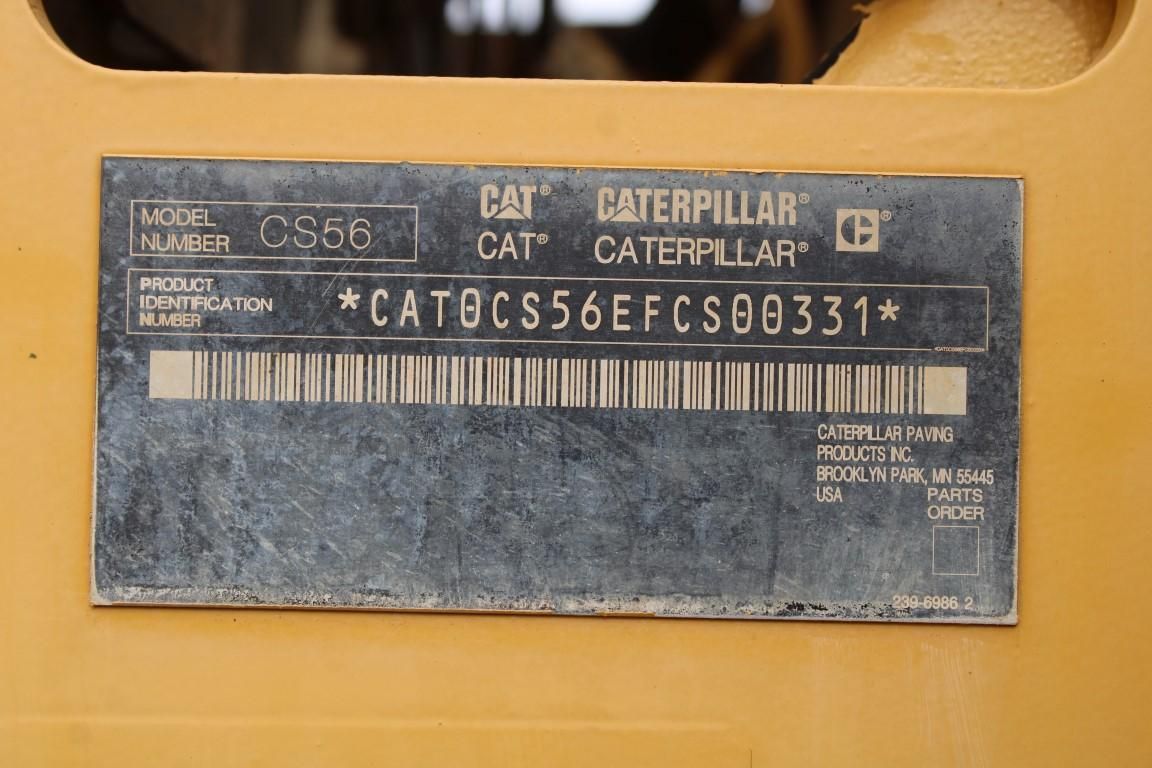 MODEL
NUMBER CS56
CAT® CATERPILLAR® ®
CAT® CATERPILLAR®
PRODUCT
IDENTIFICATION
NUMBER
*CAT0CS56EFCS00331*
CATERPILLAR PAVING
PRODUCTS INC.
BROOKLYN PARK, MN 55445
USA
PARTS
ORDER
239-6986 2